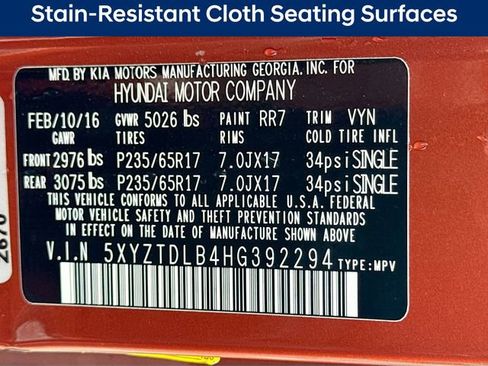 Stain-Resistant Cloth Seating Surfaces
MFD. BY KIA MOTORS MANUFACTURING GEORGIA. INC. FOR
HYUNDAI MOTOR COMPANY
FEB/10/16 GVWR 5026 lbs PAINT RR7 TRIM VYN
GAWR TIRES RIMS COLD TIRE INFL
FRONT 2976 lbs P235/65R17 7.0JX17 34psi SINGLE
REAR 3075 lbs P235/65R17 7.0JX17 34psi SINGLE
THIS VEHICLE CONFORMS TO ALL APPLICABLE U.S.A. FEDERAL
MOTOR VEHICLE SAFETY AND THEFT PREVENTION STANDARDS
IN EFFECT ON THE DATE OF MANUFACTURE SHOWN ABOVE.
V.I.N 5XYZTDLB4HG392294 TYPE: MPV